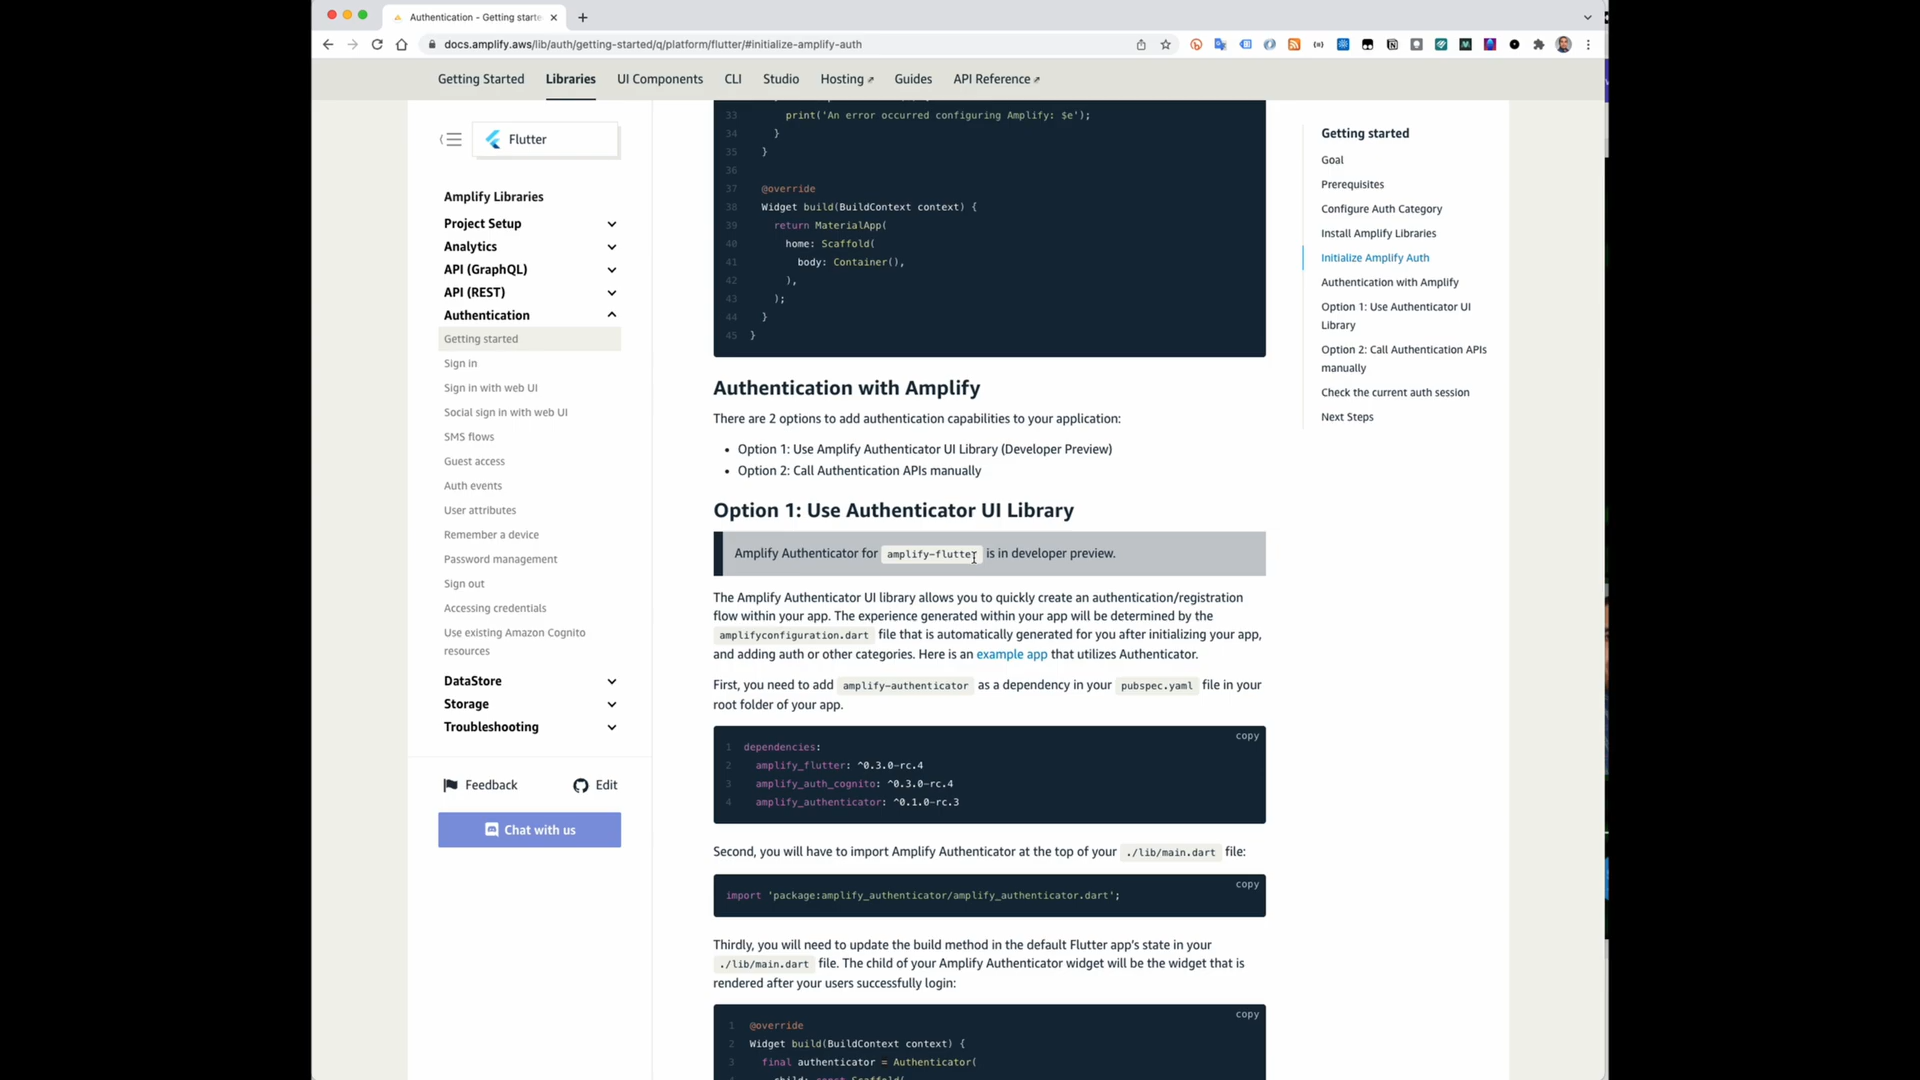 Authentication - Getting starte
docs.amplify.aws/lib/auth/getting-started/q/platform/flutter/#initialize-amplify-auth
Getting Started
Libraries
UI Components
CLI
Studio
Hosting
Guides
API Reference
Flutter
Amplify Libraries
Project Setup
Analytics
API (GraphQL)
API (REST)
Authentication
Getting started
Sign in
Sign in with web UI
Social sign in with web UI
SMS flows
Guest access
Auth events
User attributes
Remember a device
Password management
Sign out
Accessing credentials
Use existing Amazon Cognito
resources
DataStore
Storage
Troubleshooting
Feedback
Edit
Chat with us
33 print('An error occurred configuring Amplify: $e');
34 }
35 }
36
37 @override
38 Widget build(BuildContext context) {
39 return MaterialApp(
40 home: Scaffold(
41 body: Container(),
42 ),
43 );
44 }
45 }
Authentication with Amplify
There are 2 options to add authentication capabilities to your application:
• Option 1: Use Amplify Authenticator UI Library (Developer Preview)
• Option 2: Call Authentication APIs manually
Option 1: Use Authenticator UI Library
Amplify Authenticator for amplify-flutter is in developer preview.
The Amplify Authenticator UI library allows you to quickly create an authentication/registration
flow within your app. The experience generated within your app will be determined by the
amplifyconfiguration.dart file that is automatically generated for you after initializing your app,
and adding auth or other categories. Here is an example app that utilizes Authenticator.
First, you need to add amplify-authenticator as a dependency in your pubspec.yaml file in your
root folder of your app.
copy
1 dependencies:
2 amplify_flutter: ^0.3.0-rc.4
3 amplify_auth_cognito: ^0.3.0-rc.4
4 amplify_authenticator: ^0.1.0-rc.3
Second, you will have to import Amplify Authenticator at the top of your ./lib/main.dart file:
copy
import 'package:amplify_authenticator/amplify_authenticator.dart';
Thirdly, you will need to update the build method in the default Flutter app's state in your
./lib/main.dart file. The child of your Amplify Authenticator widget will be the widget that is
rendered after your users successfully login:
copy
1 @override
2 Widget build(BuildContext context) {
3 final authenticator = Authenticator(
Getting started
Goal
Prerequisites
Configure Auth Category
Install Amplify Libraries
Initialize Amplify Auth
Authentication with Amplify
Option 1: Use Authenticator UI
Library
Option 2: Call Authentication APIs
manually
Check the current auth session
Next Steps